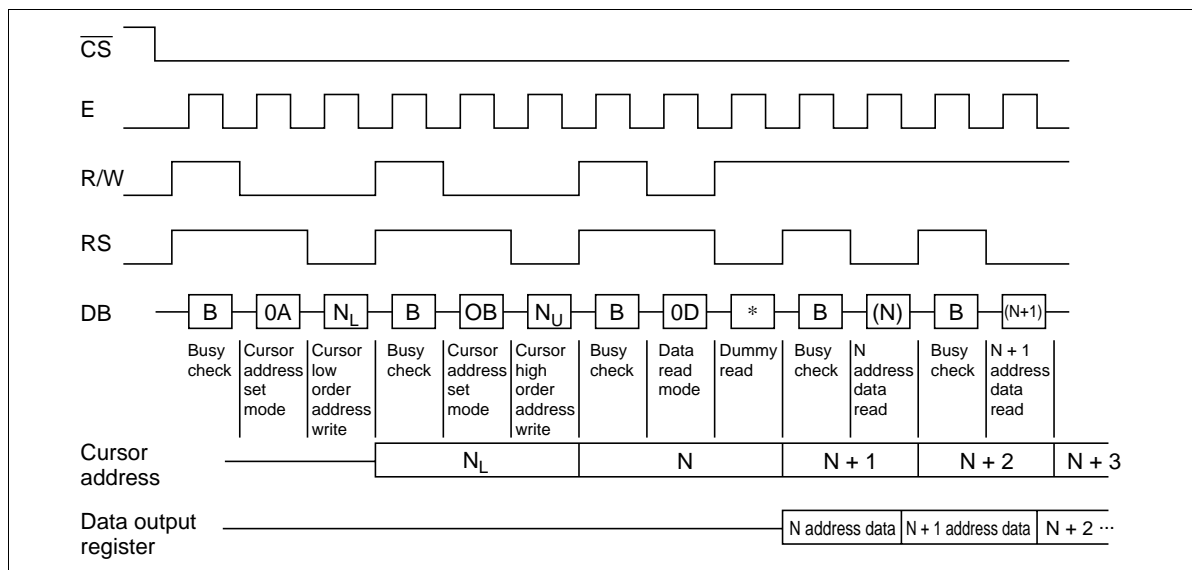 CS
E
R/W
RS
DB B 0A NL B OB NU B 0D * B (N) B (N+1)
Busy check
Cursor address set mode
Cursor low order address write
Busy check
Cursor address set mode
Cursor high order address write
Busy check
Data read mode
Dummy read
Busy check
N address data read
Busy check
N + 1 address data read
Cursor address
NL N N + 1 N + 2 N + 3
Data output register
N address data N + 1 address data N + 2 ···